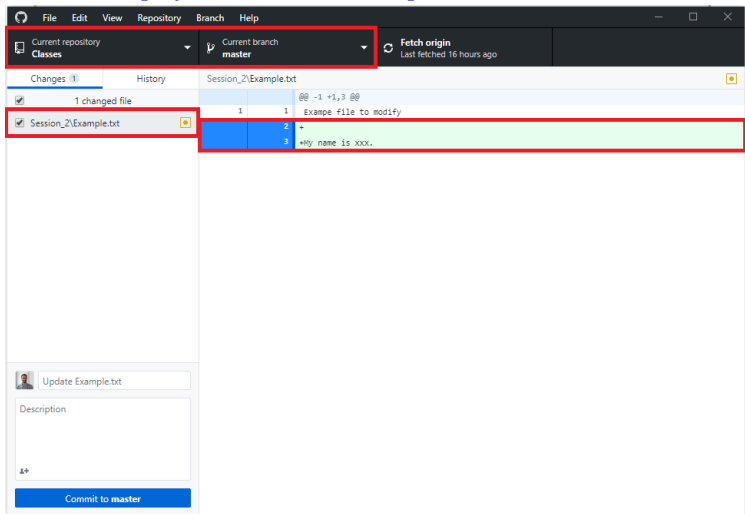 File Edit View Repository Branch Help
Current repository
Classes
Current branch
master
Fetch origin
Last fetched 16 hours ago
Changes 1 History
Session_2\Example.txt
1 changed file
Session_2\Example.txt
@@ -1 +1,3 @@
1 1 Exampe file to modify
2 +
3 +My name is xxx.
Update Example.txt
Description
Commit to master